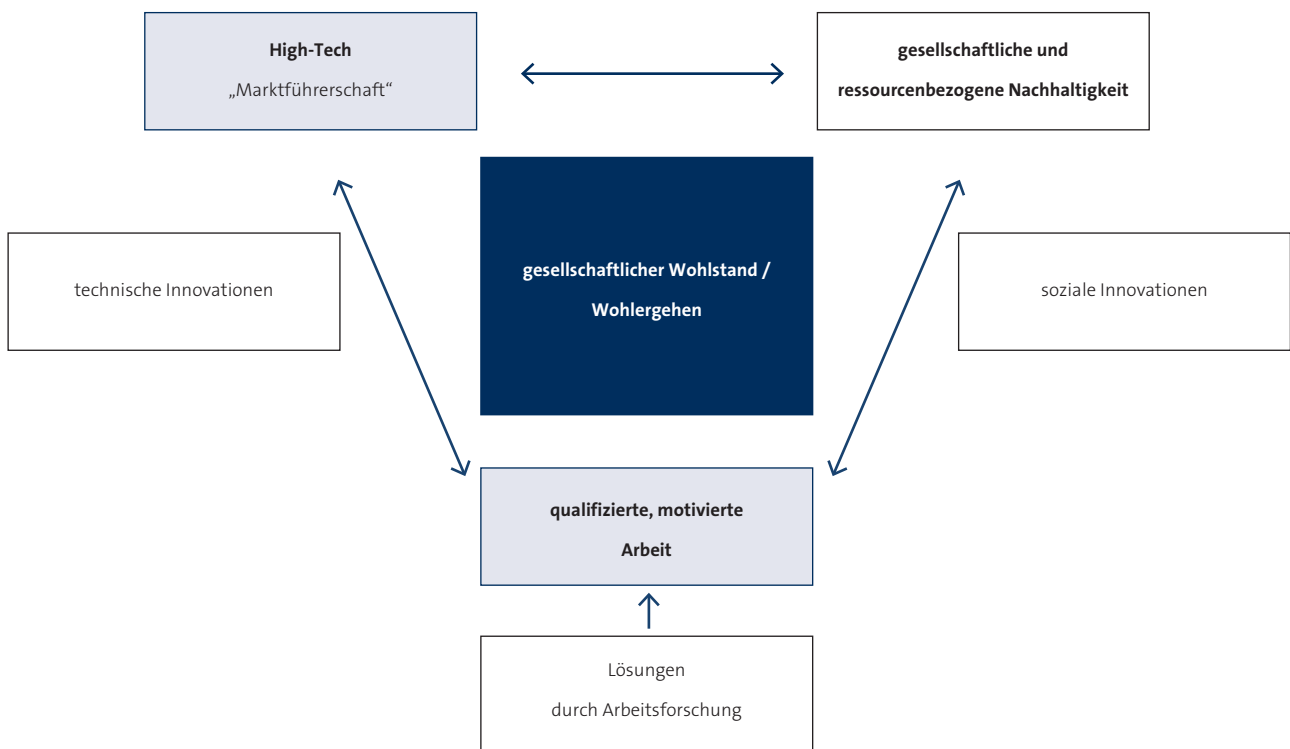 High-Tech
„Marktführerschaft“
gesellschaftliche und
ressourcenbezogene Nachhaltigkeit
technische Innovationen
gesellschaftlicher Wohlstand /
Wohlergehen
soziale Innovationen
qualifizierte, motivierte
Arbeit
Lösungen
durch Arbeitsforschung